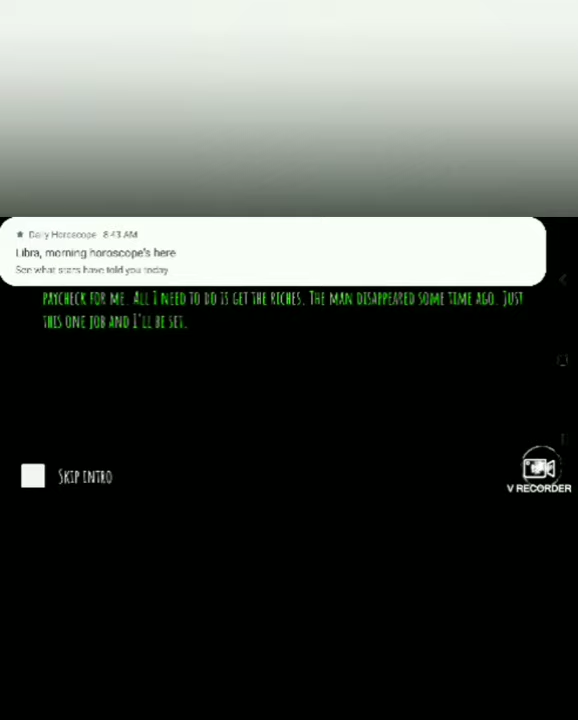 Daily Horoscope 8:43 AM
Libra, morning horoscope's here
See what stars have told you today
PAYCHECK FOR ME. ALL I NEED TO DO IS GET THE RICHES. THE MAN DISAPPEARED SOME TIME AGO. JUST
THIS ONE JOB AND I'LL BE SET.
SKIP INTRO
V RECORDER